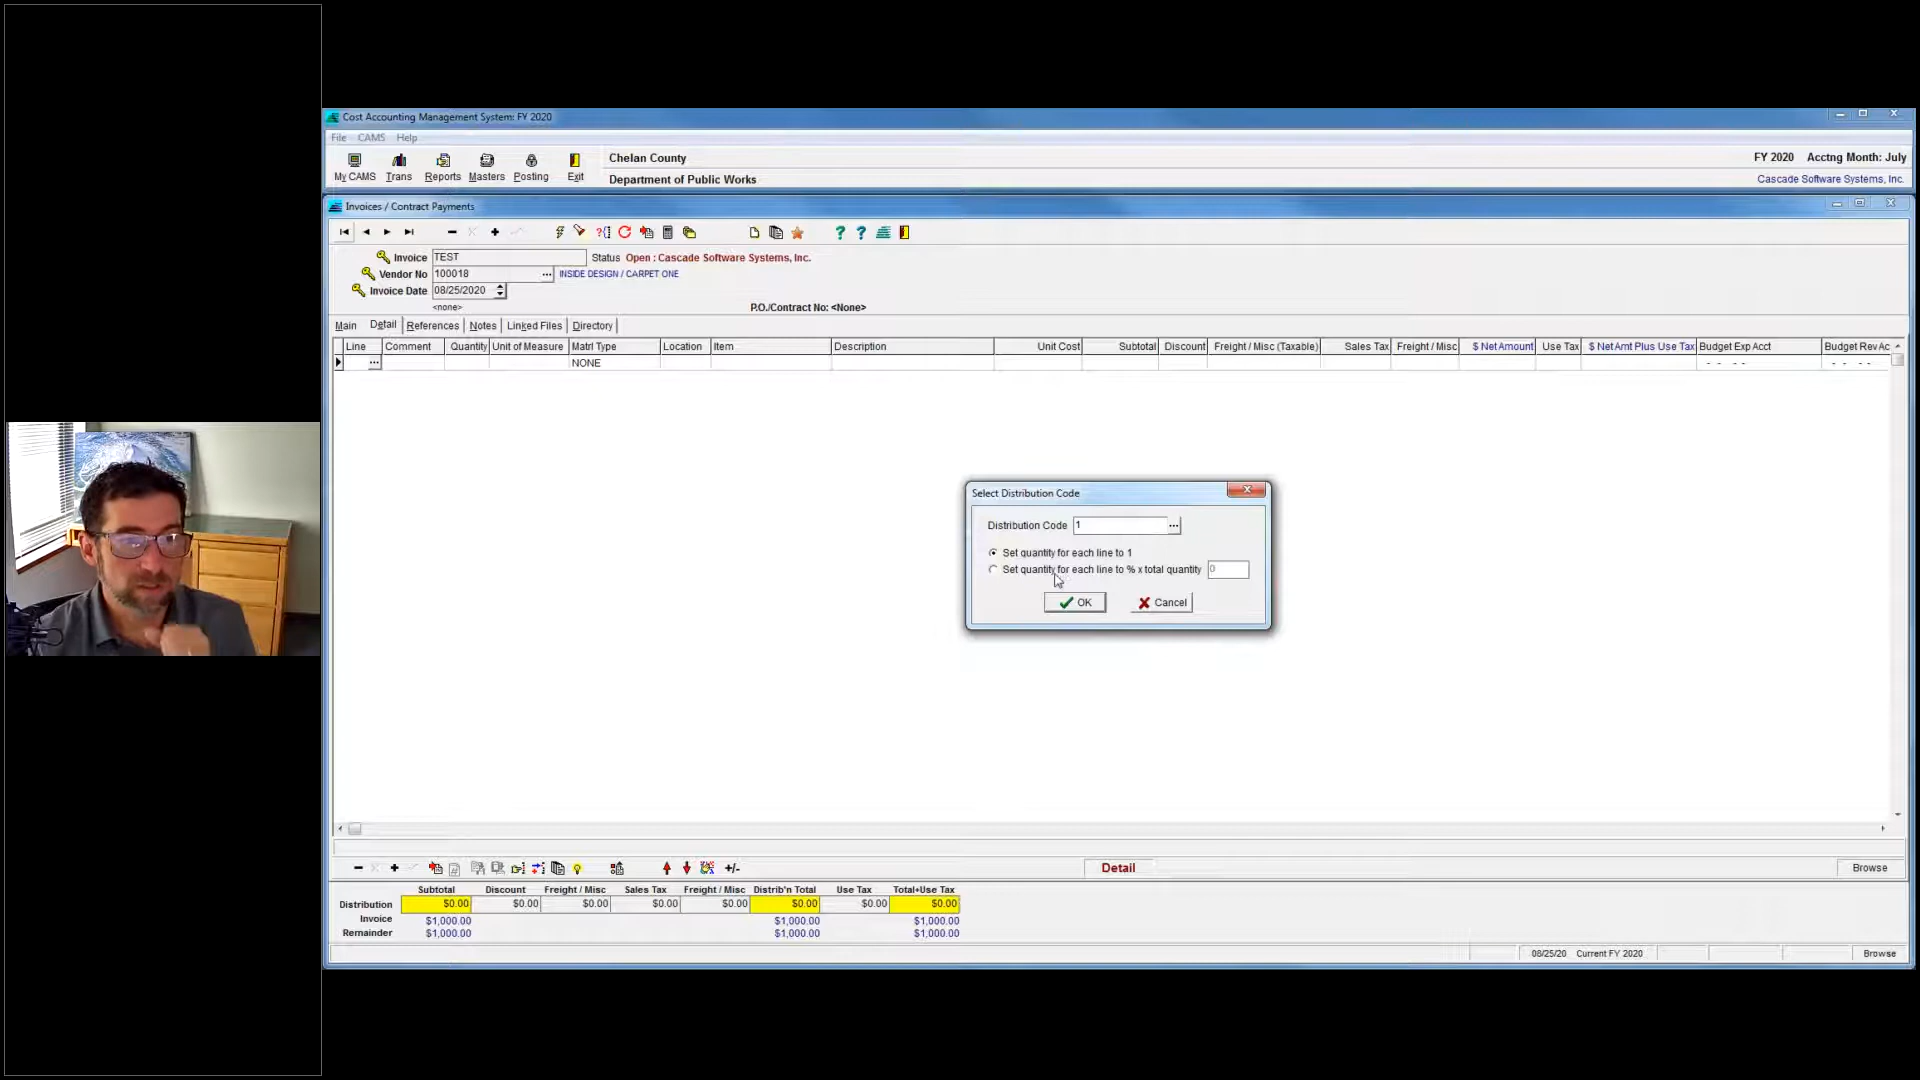 Cost Accounting Management System: FY 2020
File CAMS Help
My CAMS Trans Reports Masters Posting Exit
Chelan County
Department of Public Works
FY 2020 Acctng Month: July
Cascade Software Systems, Inc.
Invoices / Contract Payments
Invoice TEST Status Open : Cascade Software Systems, Inc.
Vendor No 100018 ... INSIDE DESIGN / CARPET ONE
Invoice Date 08/25/2020
<none> P.O./Contract No: <None>
Main Detail References Notes Linked Files Directory
Line Comment Quantity Unit of Measure Matrl Type Location Item Description Unit Cost Subtotal Discount Freight / Misc (Taxable) Sales Tax Freight / Misc $ Net Amount Use Tax $ Net Amt Plus Use Tax Budget Exp Acct Budget Rev Ac
... NONE - - - - - - - -
Select Distribution Code
Distribution Code 1 ...
Set quantity for each line to 1
Set quantity for each line to % x total quantity 0
OK Cancel
+/- Detail Browse
Subtotal Discount Freight / Misc Sales Tax Freight / Misc Distrib'n Total Use Tax Total+Use Tax
Distribution $0.00 $0.00 $0.00 $0.00 $0.00 $0.00 $0.00 $0.00
Invoice $1,000.00 $1,000.00 $1,000.00
Remainder $1,000.00 $1,000.00 $1,000.00
08/25/20 Current FY 2020 Browse